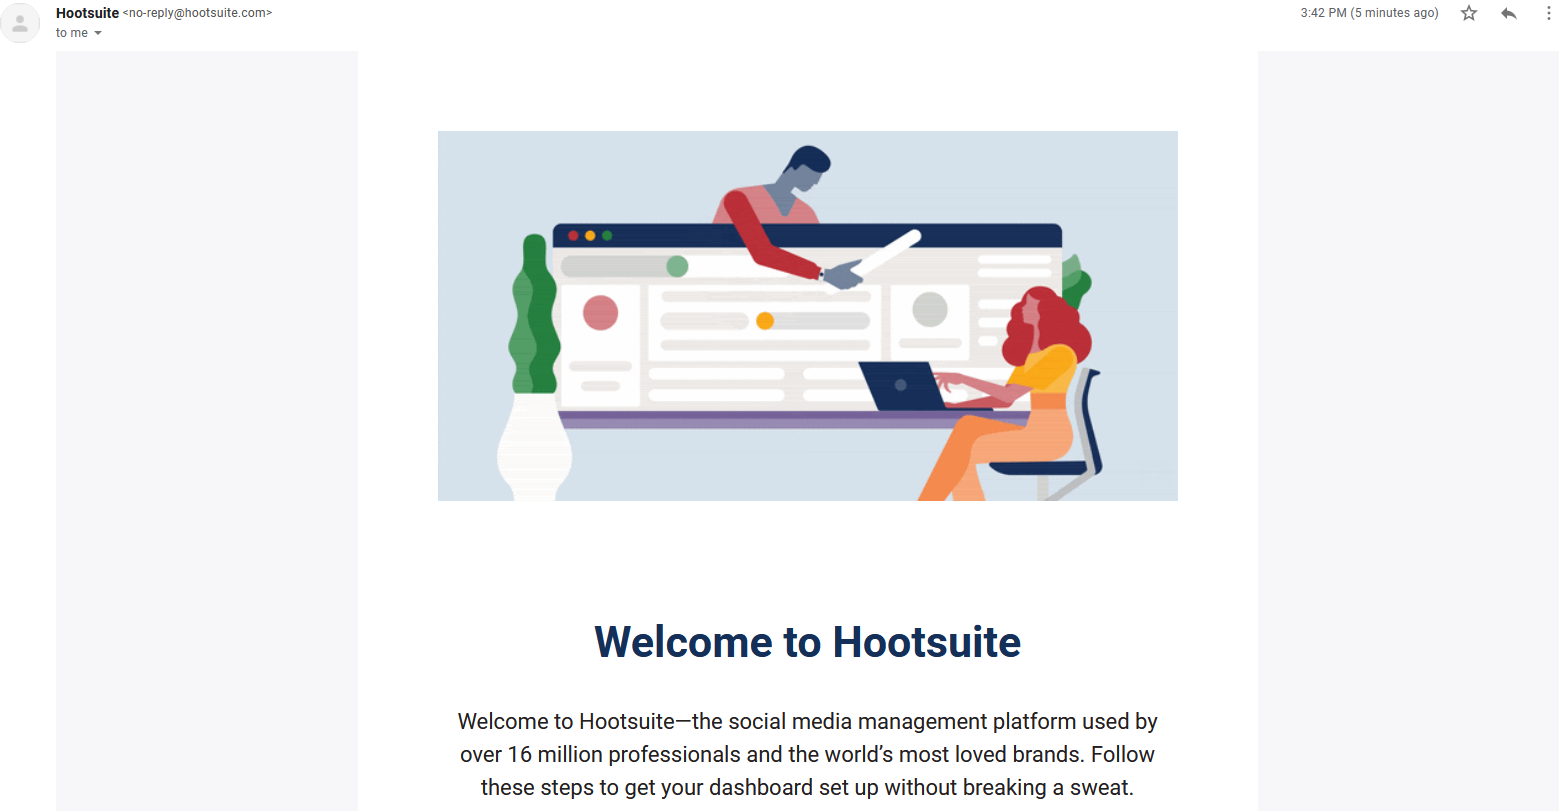 Hootsuite <no-reply@hootsuite.com>
3:42 PM (5 minutes ago)
to me
Welcome to Hootsuite
Welcome to Hootsuite—the social media management platform used by
over 16 million professionals and the world’s most loved brands. Follow
these steps to get your dashboard set up without breaking a sweat.